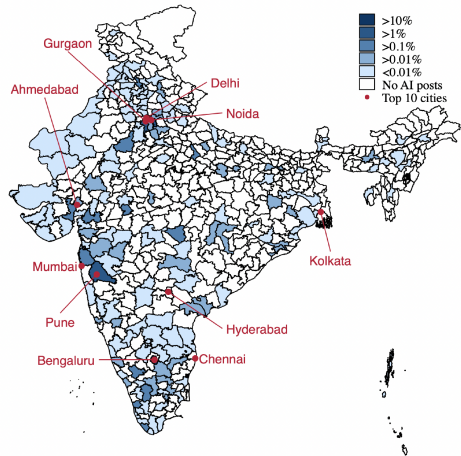 >10%
>1%
>0.1%
>0.01%
<0.01%
No AI posts
Top 10 cities
Gurgaon
Delhi
Ahmedabad
Noida
Kolkata
Mumbai
Pune
Hyderabad
Bengaluru
Chennai